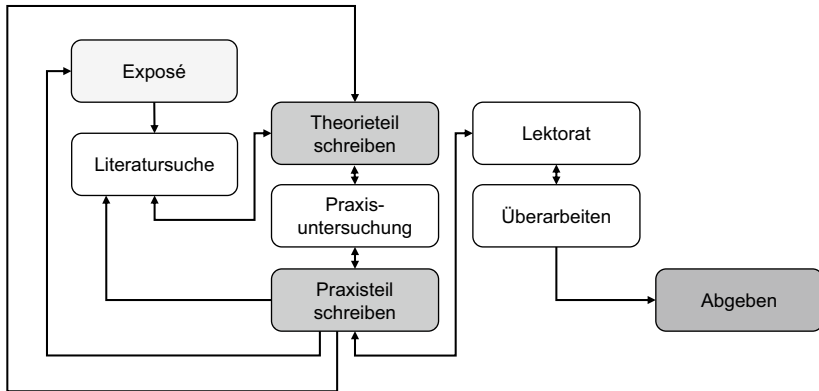 Exposé
Literatursuche
Theorieteil
schreiben
Praxis-
untersuchung
Praxisteil
schreiben
Lektorat
Überarbeiten
Abgeben